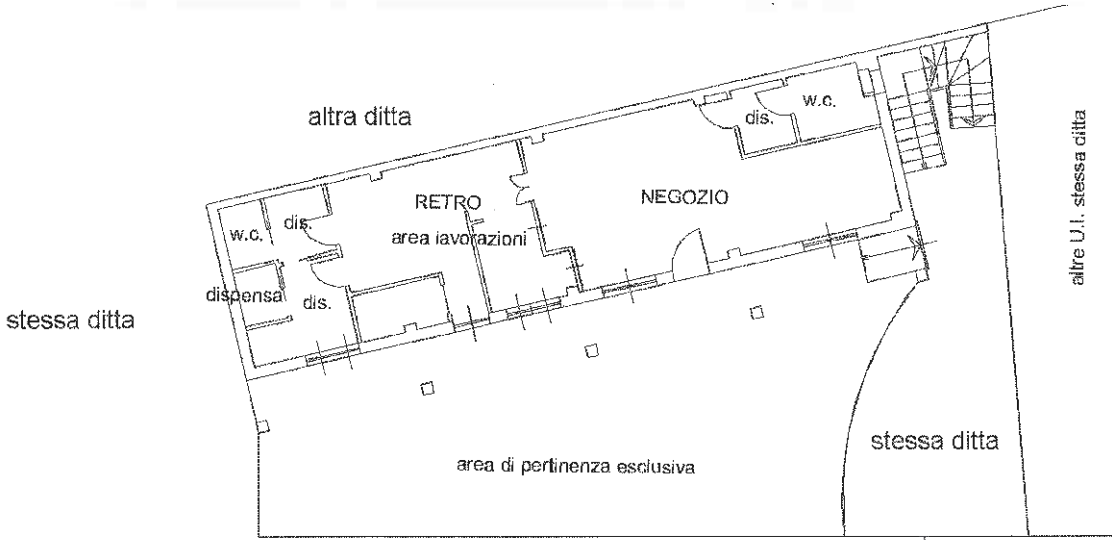 altra ditta
w.c.
dis.
RETRO
NEGOZIO
area lavorazioni
w.c.
dis.
dispensa
dis.
stessa ditta
altre U.I. stessa ditta
stessa ditta
area di pertinenza esclusiva